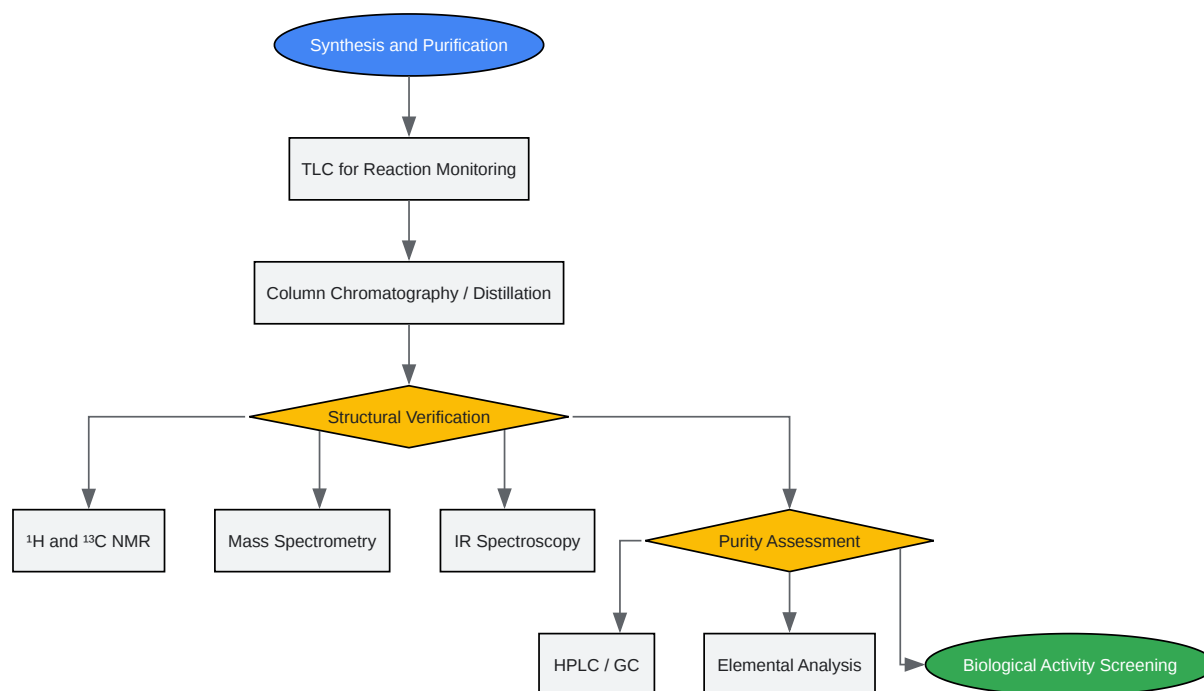 Synthesis and Purification
TLC for Reaction Monitoring
Column Chromatography / Distillation
Structural Verification
¹H and ¹³C NMR
Mass Spectrometry
IR Spectroscopy
Purity Assessment
HPLC / GC
Elemental Analysis
Biological Activity Screening